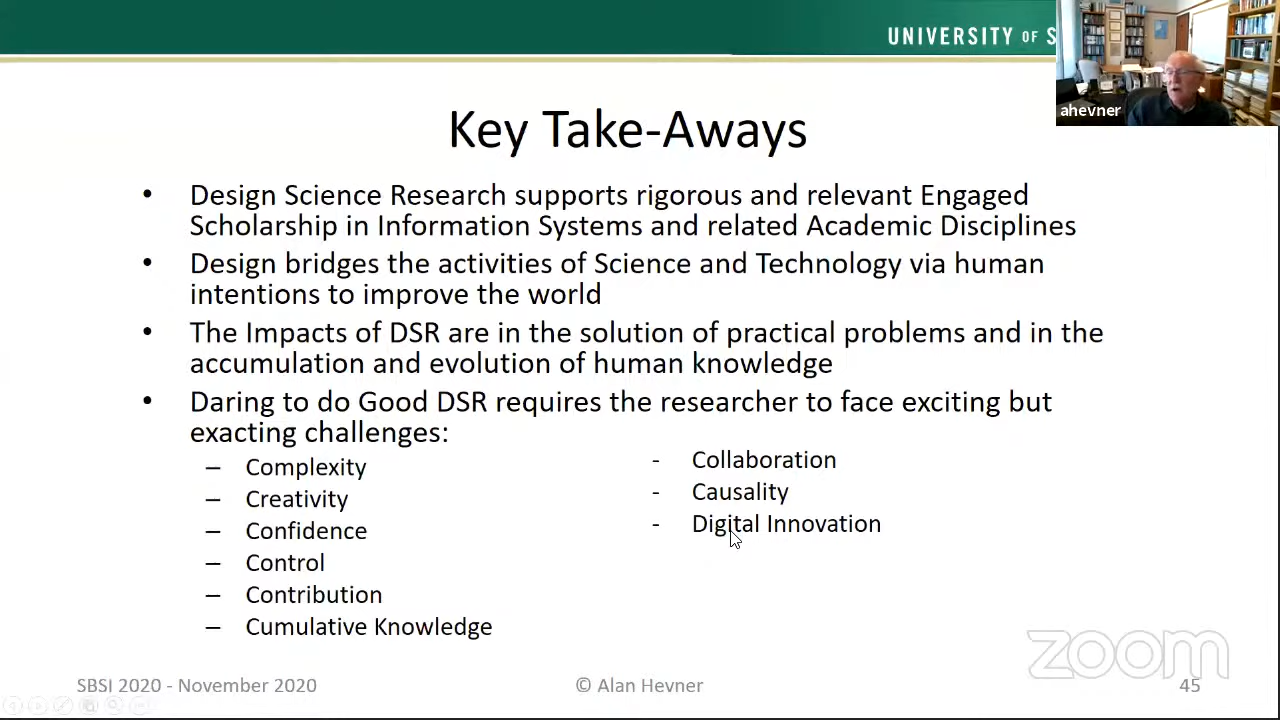 UNIVERSITY OF S
ahevner
Key Take-Aways
• Design Science Research supports rigorous and relevant Engaged
Scholarship in Information Systems and related Academic Disciplines
• Design bridges the activities of Science and Technology via human
intentions to improve the world
• The Impacts of DSR are in the solution of practical problems and in the
accumulation and evolution of human knowledge
• Daring to do Good DSR requires the researcher to face exciting but
exacting challenges:
– Complexity
– Creativity
– Confidence
– Control
– Contribution
– Cumulative Knowledge
- Collaboration
- Causality
- Digital Innovation
zoom
SBSI 2020 - November 2020
© Alan Hevner
45